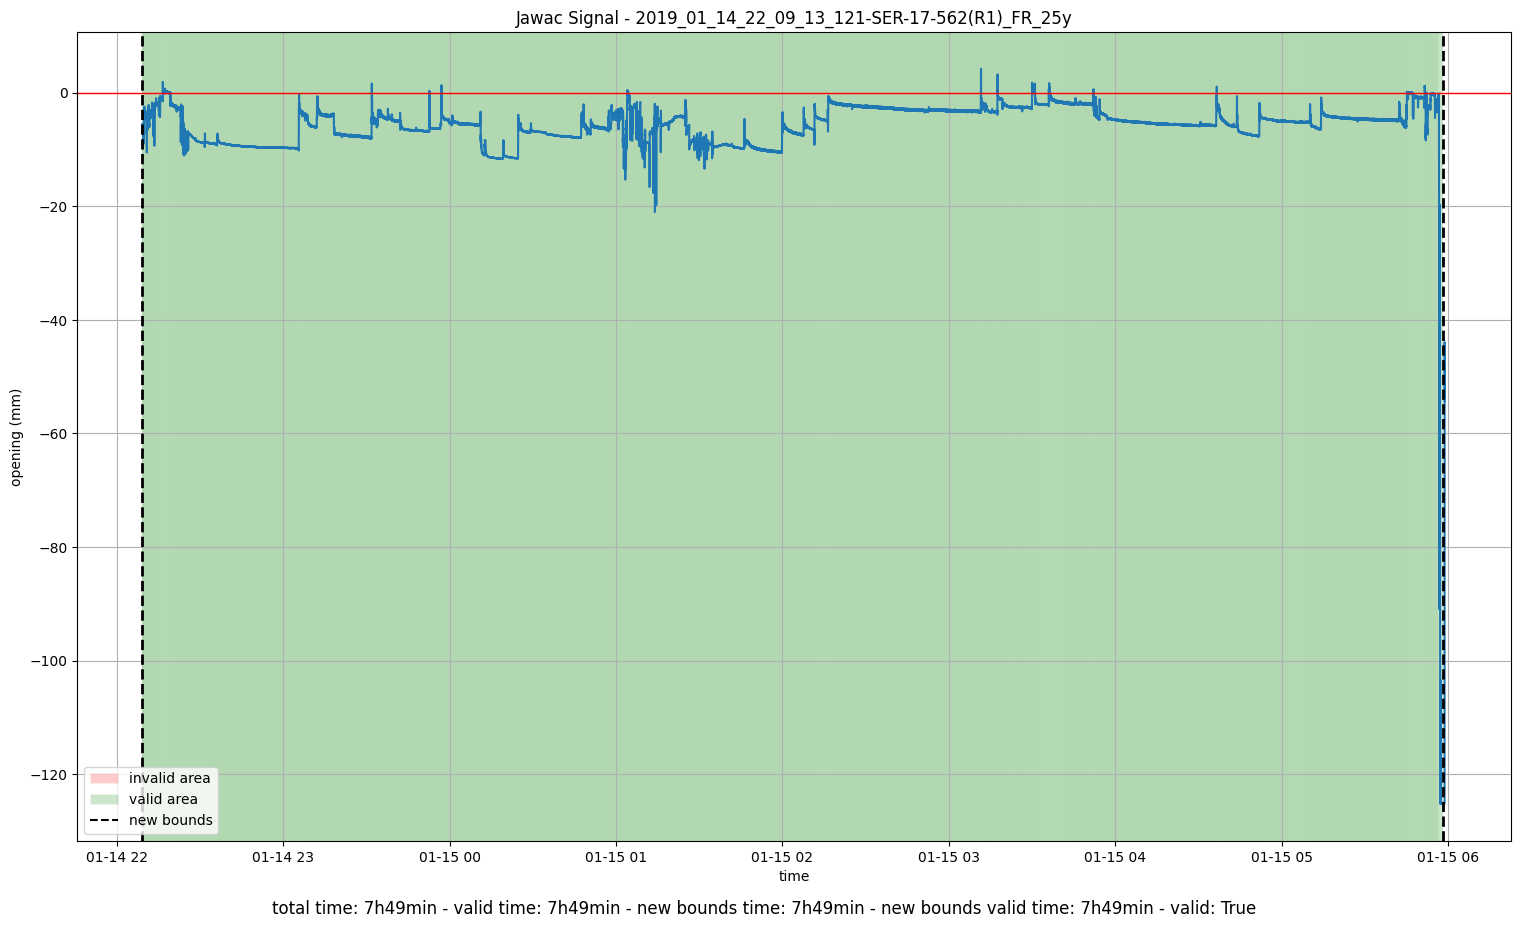 Jawac Signal - 2019_01_14_22_09_13_121-SER-17-562(R1)_FR_25y
opening (mm)
0
−20
−40
−60
−80
−100
−120
invalid area
valid area
new bounds
01-14 22
01-14 23
01-15 00
01-15 01
01-15 02
01-15 03
01-15 04
01-15 05
01-15 06
time
total time: 7h49min - valid time: 7h49min - new bounds time: 7h49min - new bounds valid time: 7h49min - valid: True